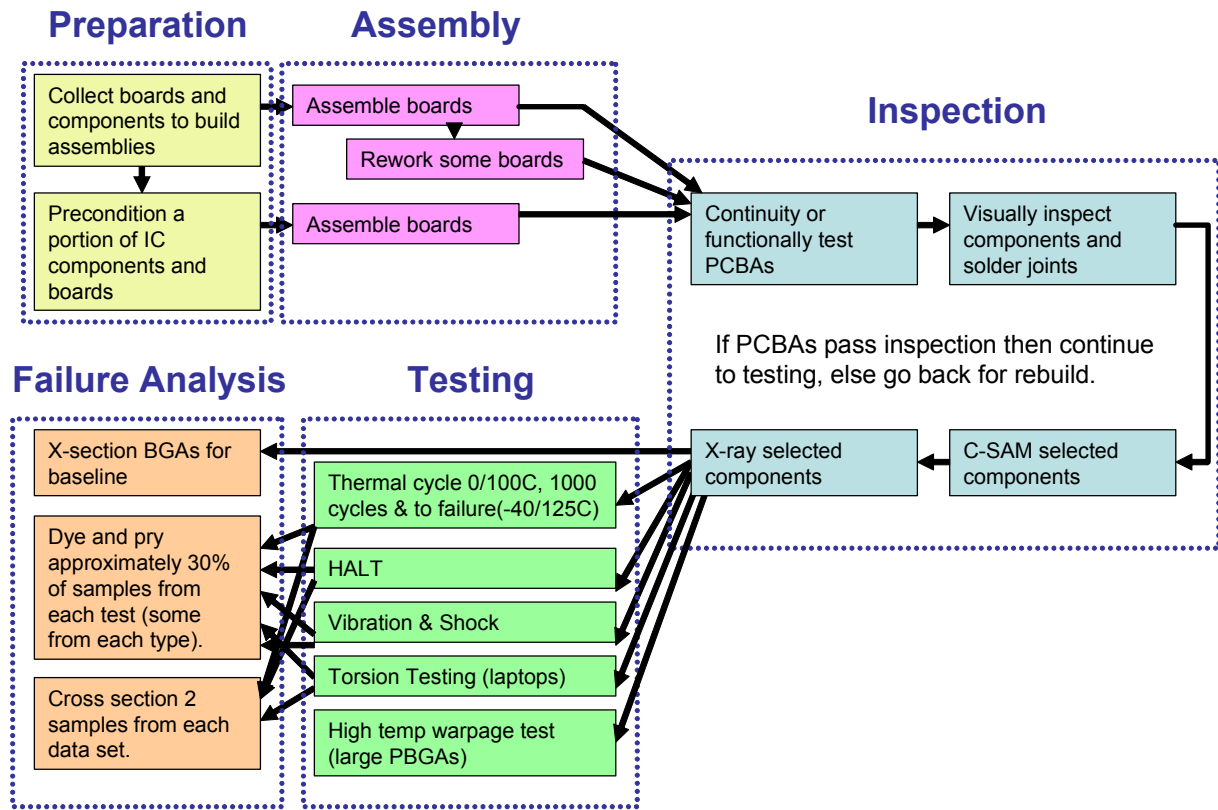 Preparation
Assembly
Collect boards and
components to build
assemblies
Precondition a
portion of IC
components and
boards
Assemble boards
Rework some boards
Assemble boards
Inspection
Continuity or
functionally test
PCBAs
Visually inspect
components and
solder joints
If PCBAs pass inspection then continue
to testing, else go back for rebuild.
X-ray selected
components
C-SAM selected
components
Failure Analysis
Testing
X-section BGAs for
baseline
Dye and pry
approximately 30%
of samples from
each test (some
from each type).
Cross section 2
samples from each
data set.
Thermal cycle 0/100C, 1000
cycles & to failure(-40/125C)
HALT
Vibration & Shock
Torsion Testing (laptops)
High temp warpage test
(large PBGAs)